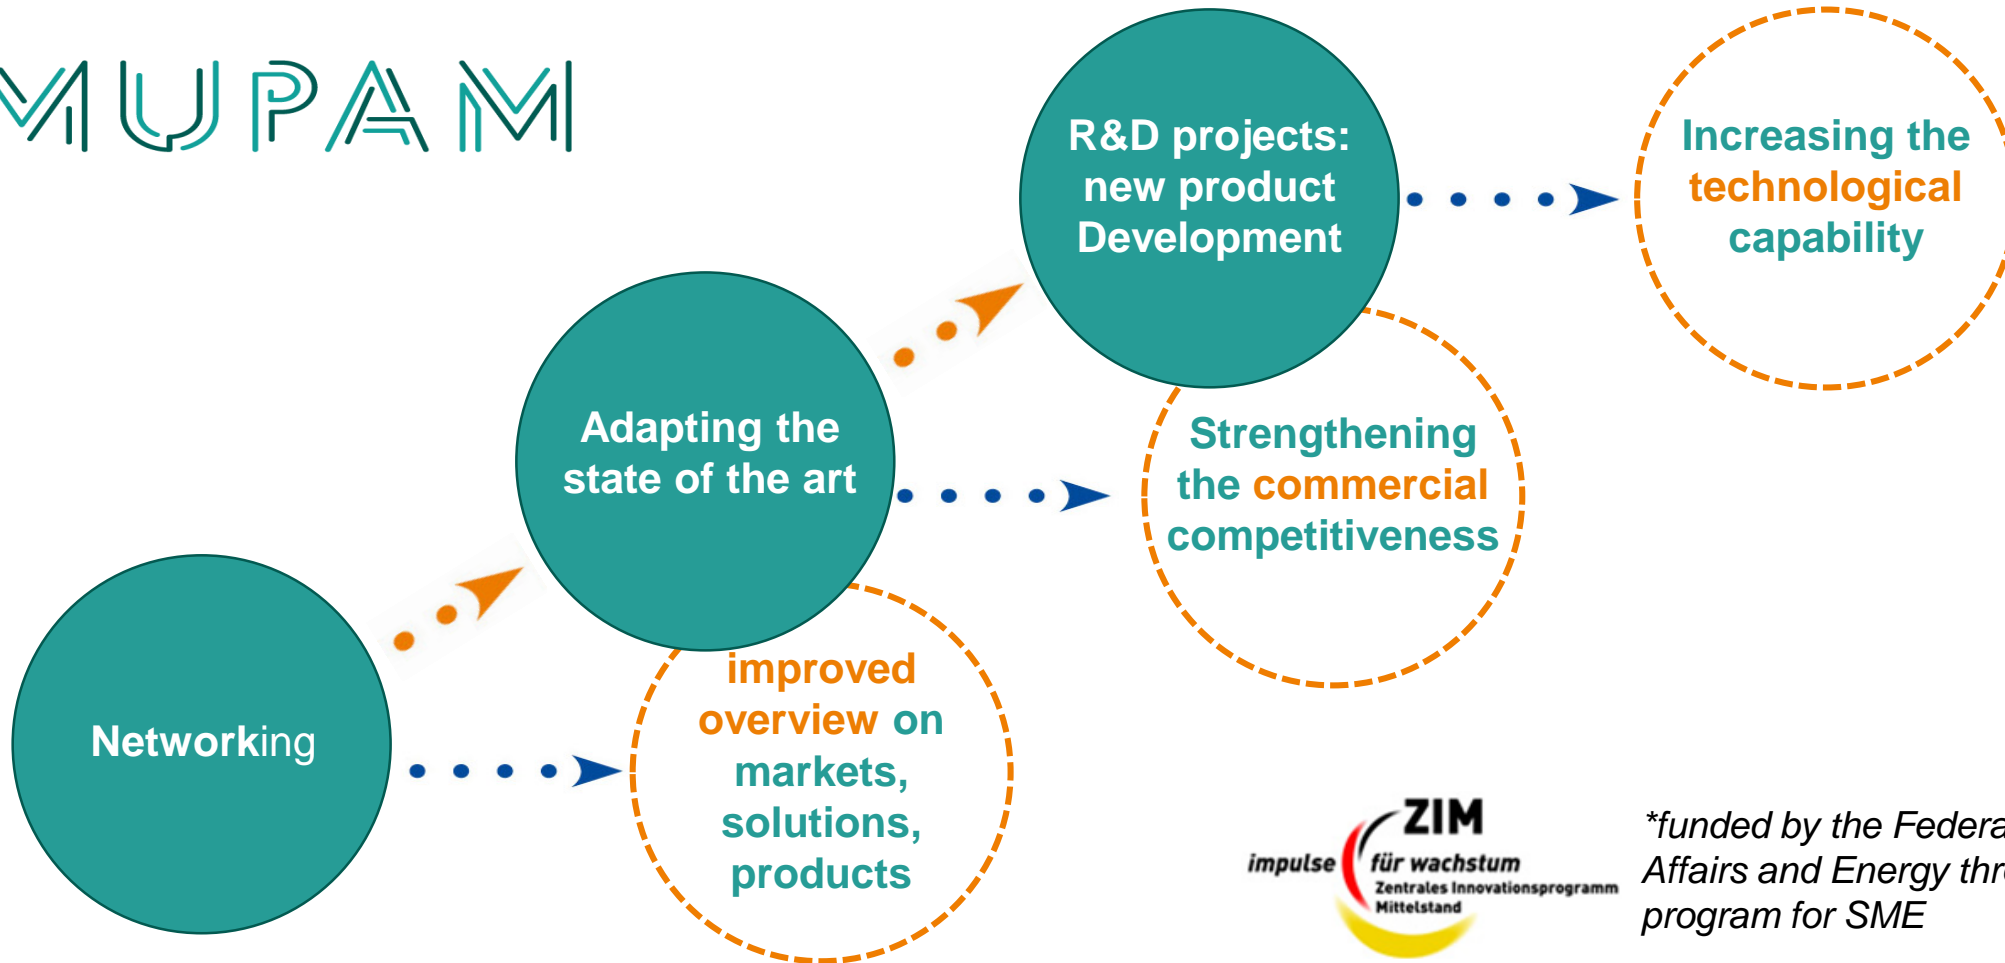 MUPAM
R&D projects:
new product
Development
Increasing the
technological
capability
Adapting the
state of the art
Strengthening
the commercial
competitiveness
Networking
improved
overview on
markets,
solutions,
products
ZIM
impulse für wachstum
Zentrales Innovationsprogramm
Mittelstand
*funded by the Federa
Affairs and Energy thr
program for SME